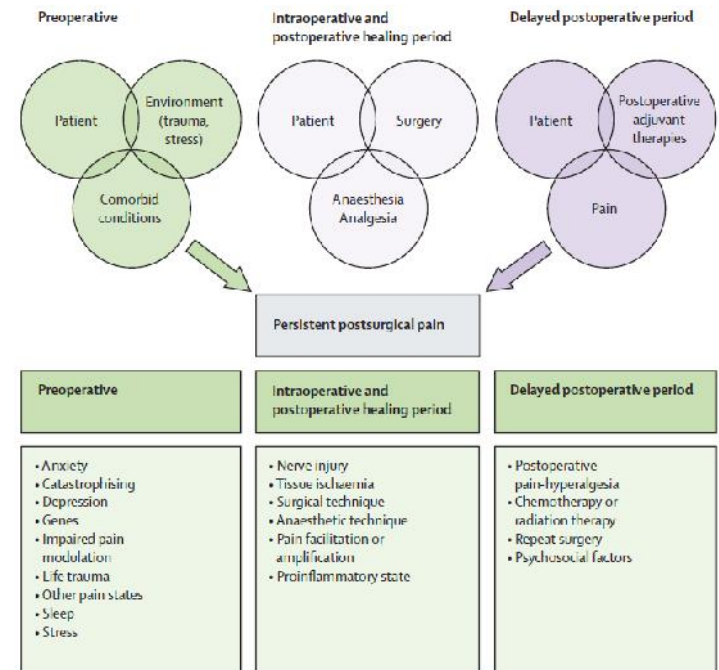 Preoperative
Intraoperative and
postoperative healing period
Delayed postoperative period
Patient
Environment
(trauma,
stress)
Comorbid
conditions
Patient
Surgery
Anaesthesia
Analgesia
Patient
Postoperative
adjuvant
therapies
Pain
Persistent postsurgical pain
Preoperative
Intraoperative and
postoperative healing period
Delayed postoperative period
• Anxiety
• Catastrophising
• Depression
• Genes
• Impaired pain
modulation
• Life trauma
• Other pain states
• Sleep
• Stress
• Nerve injury
• Tissue ischaemia
• Surgical technique
• Anaesthetic technique
• Pain facilitation or
amplification
• Proinflammatory state
• Postoperative
pain-hyperalgesia
• Chemotherapy or
radiation therapy
• Repeat surgery
• Psychosocial factors